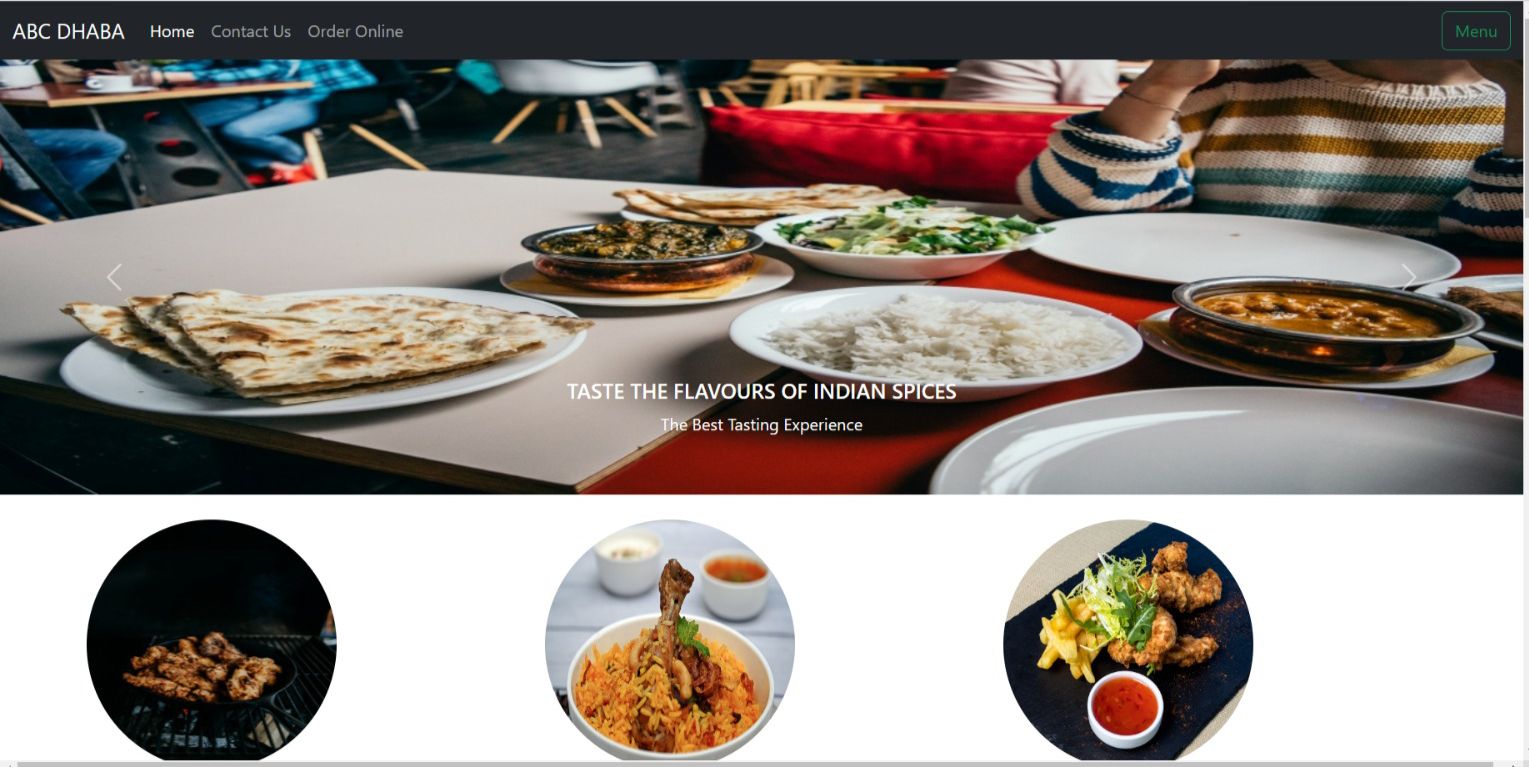 ABC DHABA Home Contact Us Order Online Menu
TASTE THE FLAVOURS OF INDIAN SPICES
The Best Tasting Experience